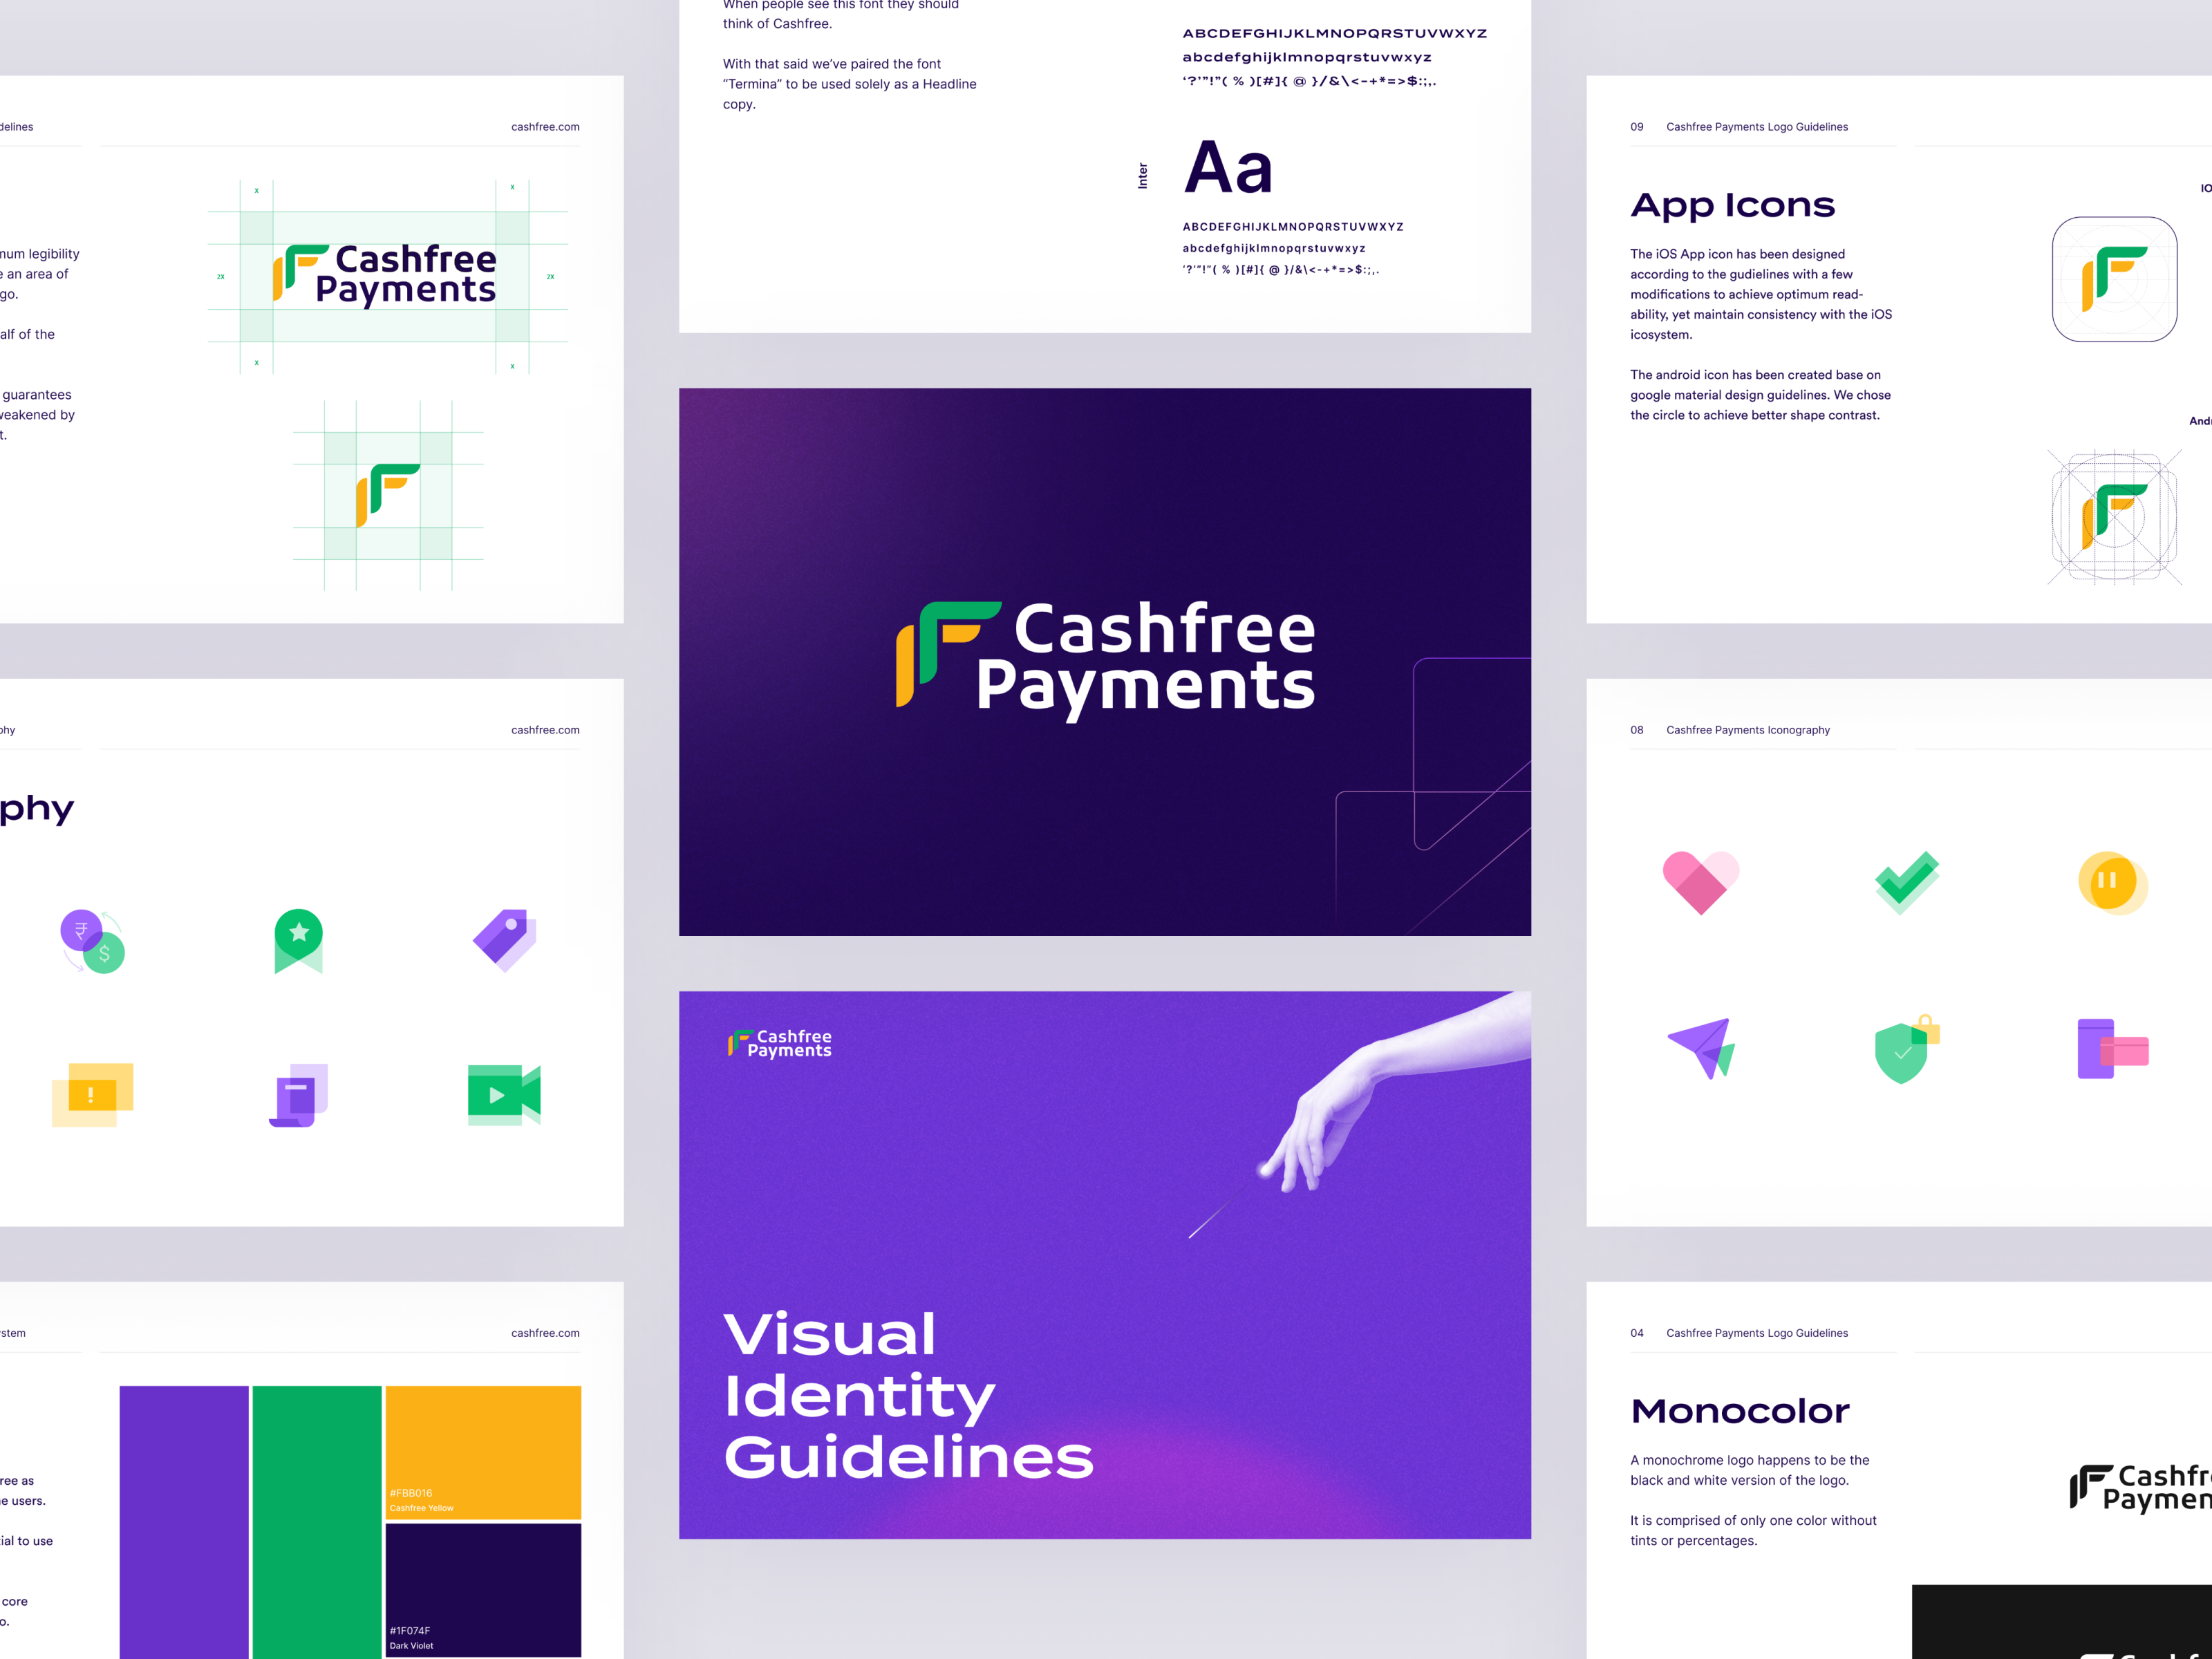 delines
cashfree.com
num legibility
e an area of
go.
alf of the
guarantees
weakened by
t.
x
x
2X
2X
x
x
Cashfree
Payments
phy
cashfree.com
phy
₹
$
!
stem
cashfree.com
ree as
e users.
ial to use
core
o.
#FBB016
Cashfree Yellow
#1F074F
Dark Violet
When people see this font they should
think of Cashfree.
With that said we’ve paired the font
“Termina” to be used solely as a Headline
copy.
ABCDEFGHIJKLMNOPQRSTUVWXYZ
abcdefghijklmnopqrstuvwxyz
‘?’”!”( % )[#]{ @ }/&\<-+*=>$:;,.
Inter
Aa
ABCDEFGHIJKLMNOPQRSTUVWXYZ
abcdefghijklmnopqrstuvwxyz
‘?’”!”( % )[#]{ @ }/&\<-+*=>$:;,.
Cashfree
Payments
Cashfree
Payments
Visual
Identity
Guidelines
09 Cashfree Payments Logo Guidelines
App Icons
IO
The iOS App icon has been designed
according to the gudielines with a few
modifications to achieve optimum read-
ability, yet maintain consistency with the iOS
icosystem.
The android icon has been created base on
google material design guidelines. We chose
the circle to achieve better shape contrast.
And
08 Cashfree Payments Iconography
04 Cashfree Payments Logo Guidelines
Monocolor
A monochrome logo happens to be the
black and white version of the logo.
It is comprised of only one color without
tints or percentages.
Cashfr
Paymen